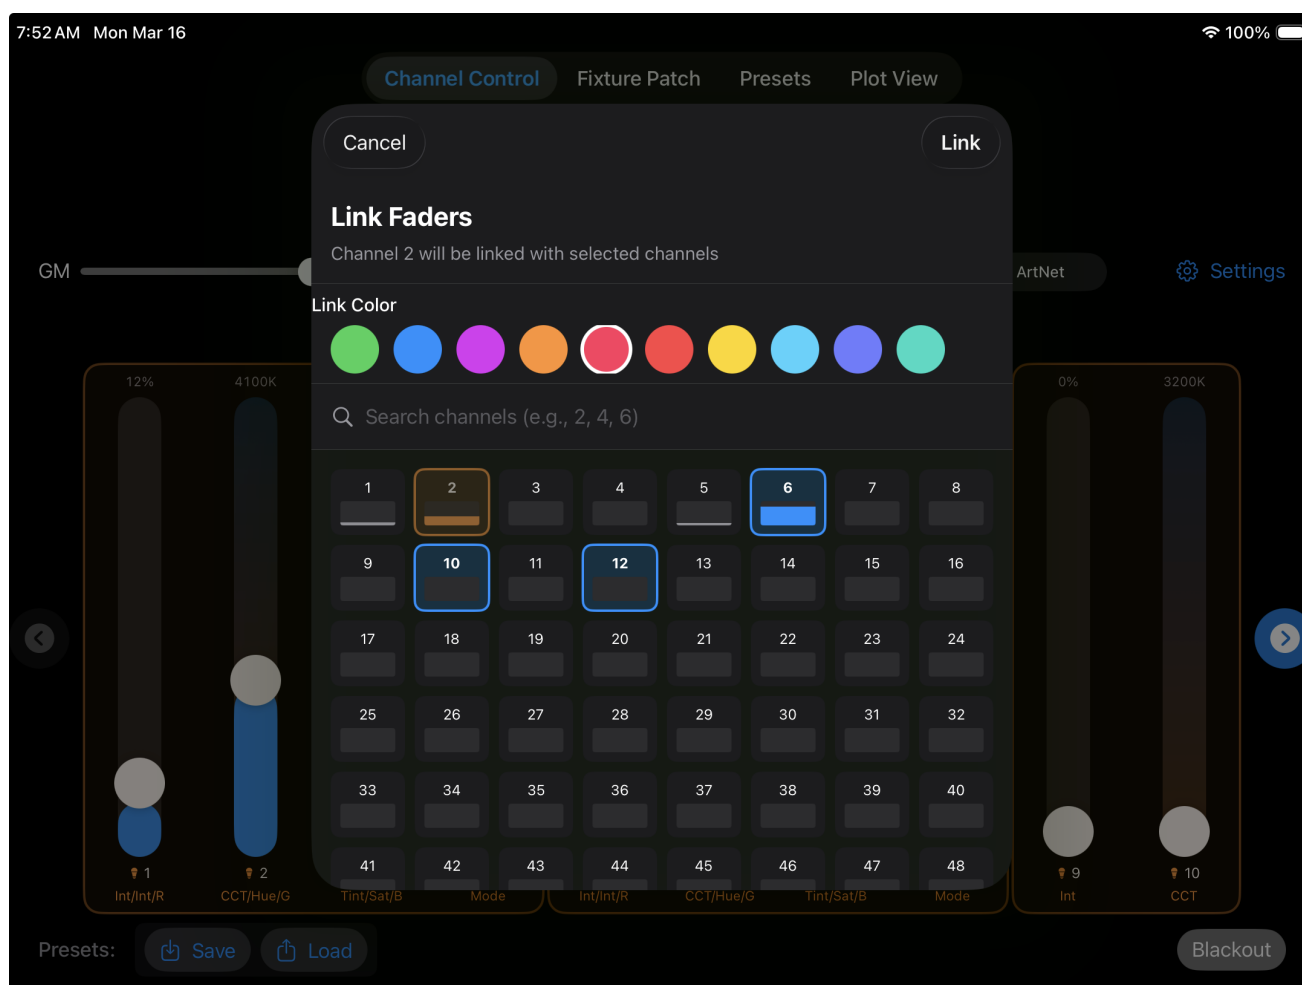 7:52 AM Mon Mar 16 100%
Channel Control Fixture Patch Presets Plot View
Cancel Link
Link Faders
Channel 2 will be linked with selected channels
GM ArtNet Settings
Link Color
12% 4100K 0% 3200K
Search channels (e.g., 2, 4, 6)
1 2 3 4 5 6 7 8
9 10 11 12 13 14 15 16
17 18 19 20 21 22 23 24
25 26 27 28 29 30 31 32
33 34 35 36 37 38 39 40
41 42 43 44 45 46 47 48
1 2 9 10
Int/Int/R CCT/Hue/G Tint/Sat/B Mode Int/Int/R CCT/Hue/G Tint/Sat/B Mode Int CCT
Presets: Save Load Blackout